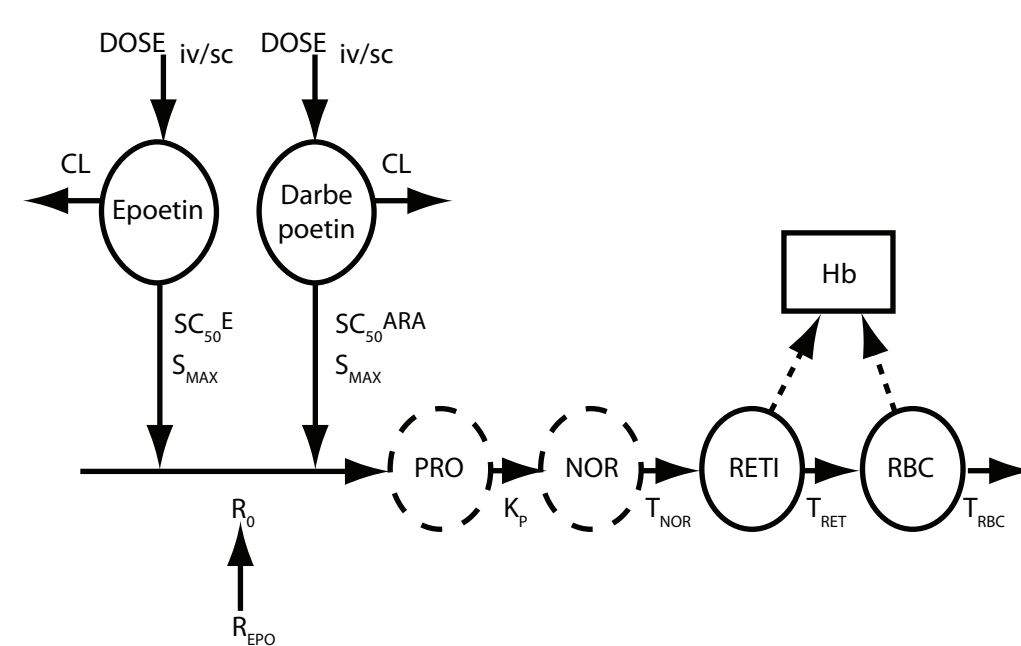 DOSE iv/sc DOSE iv/sc
CL CL
Epoetin
Darbe
poetin
Hb
SC50E SC50ARA
SMAX SMAX
PRO NOR RETI RBC
KP TNOR TRET TRBC
R0
REPO